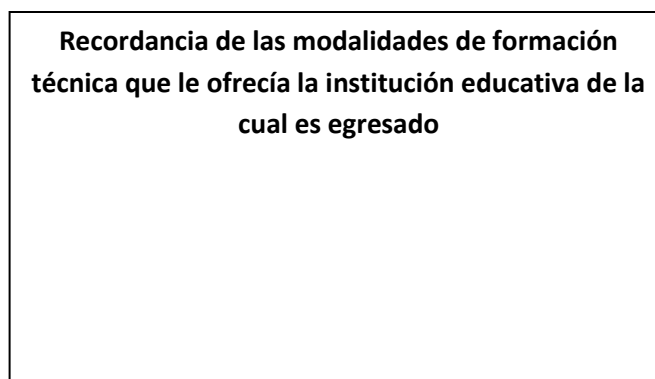 Recordancia de las modalidades de formación
técnica que le ofrecía la institución educativa de la
cual es egresado